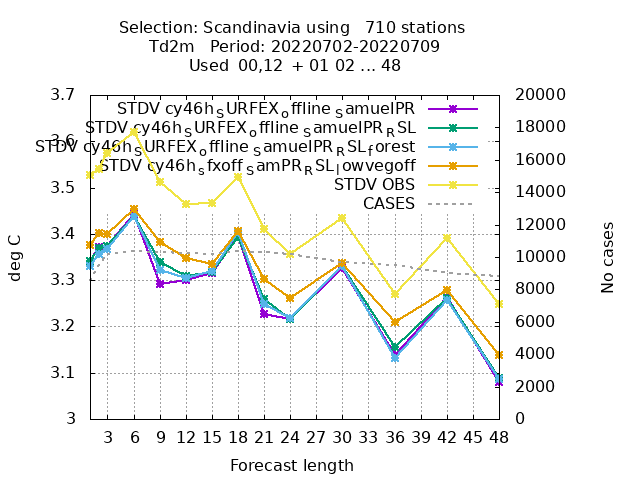 Selection: Scandinavia using   710 stations
Td2m   Period: 20220702-20220709
Used  00,12  + 01 02 ... 48
3.7
3.6
3.5
3.4
3.3
3.2
3.1
3
deg C
20000
18000
16000
14000
12000
10000
8000
6000
4000
2000
0
No cases
STDV cy46h_SURFEX_offline_samuelPR
STDV cy46h_SURFEX_offline_samuelPR_RSL
STDV cy46h_SURFEX_offline_samuelPR_RSL_forest
STDV cy46h_sfxoff_samPR_RSL_lowvegoff
STDV OBS
CASES
3 6 9 12 15 18 21 24 27 30 33 36 39 42 45 48
Forecast length